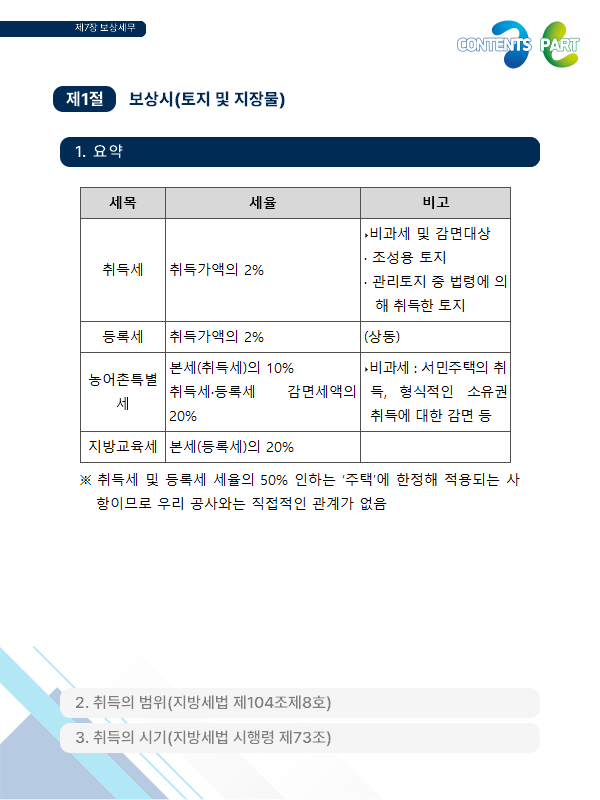 제7장 보상세무
CONTENTS PART
제1절 보상시(토지 및 지장물)
1. 요약
세목 세율 비고
취득세 취득가액의 2%
‣비과세 및 감면대상
· 조성용 토지
· 관리토지 중 법령에 의
해 취득한 토지
등록세 취득가액의 2% (상동)
농어촌특별
세
본세(취득세)의 10%
취득세·등록세 감면세액의
20%
‣비과세 : 서민주택의 취
득, 형식적인 소유권
취득에 대한 감면 등
지방교육세 본세(등록세)의 20%
※ 취득세 및 등록세 세율의 50% 인하는 '주택'에 한정해 적용되는 사
항이므로 우리 공사와는 직접적인 관계가 없음
2. 취득의 범위(지방세법 제104조제8호)
3. 취득의 시기(지방세법 시행령 제73조)